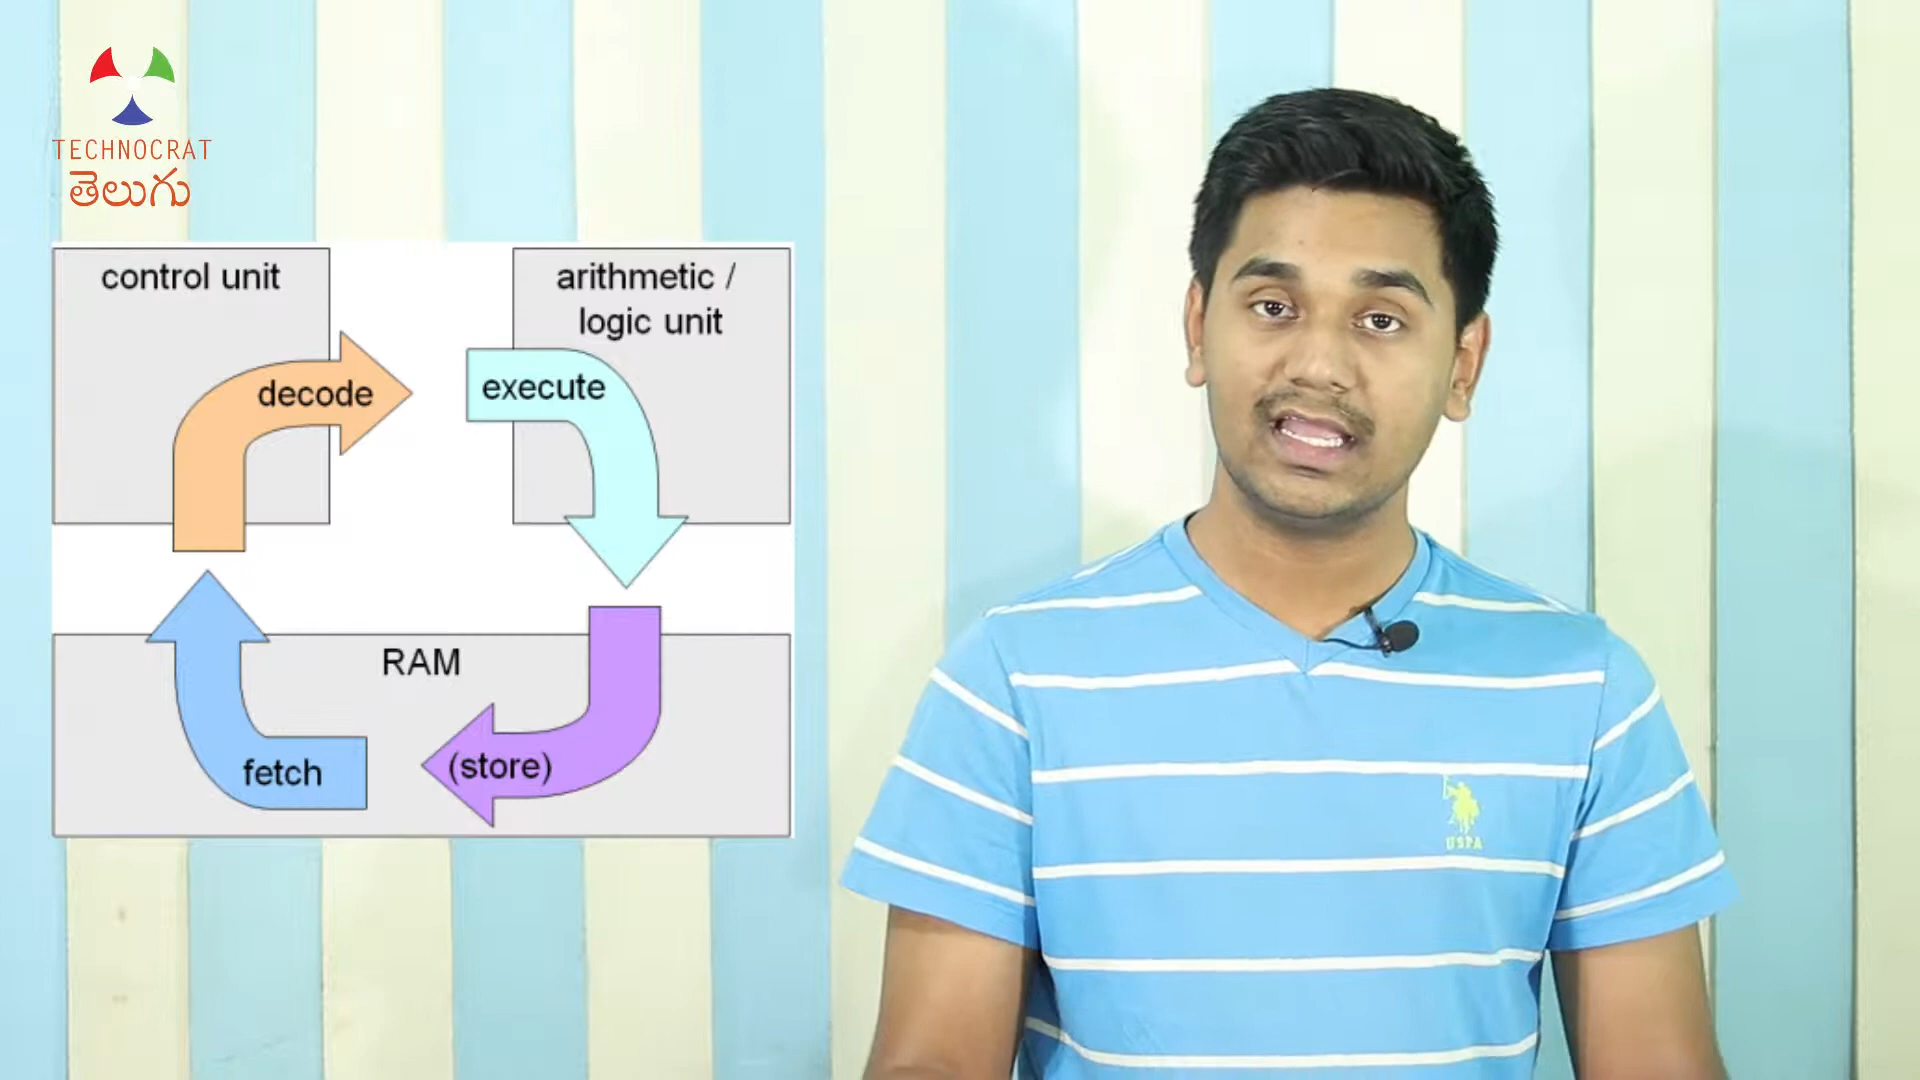 TECHNOCRAT
తెలుగు
control unit
arithmetic /
logic unit
decode
execute
RAM
(store)
fetch
USPA